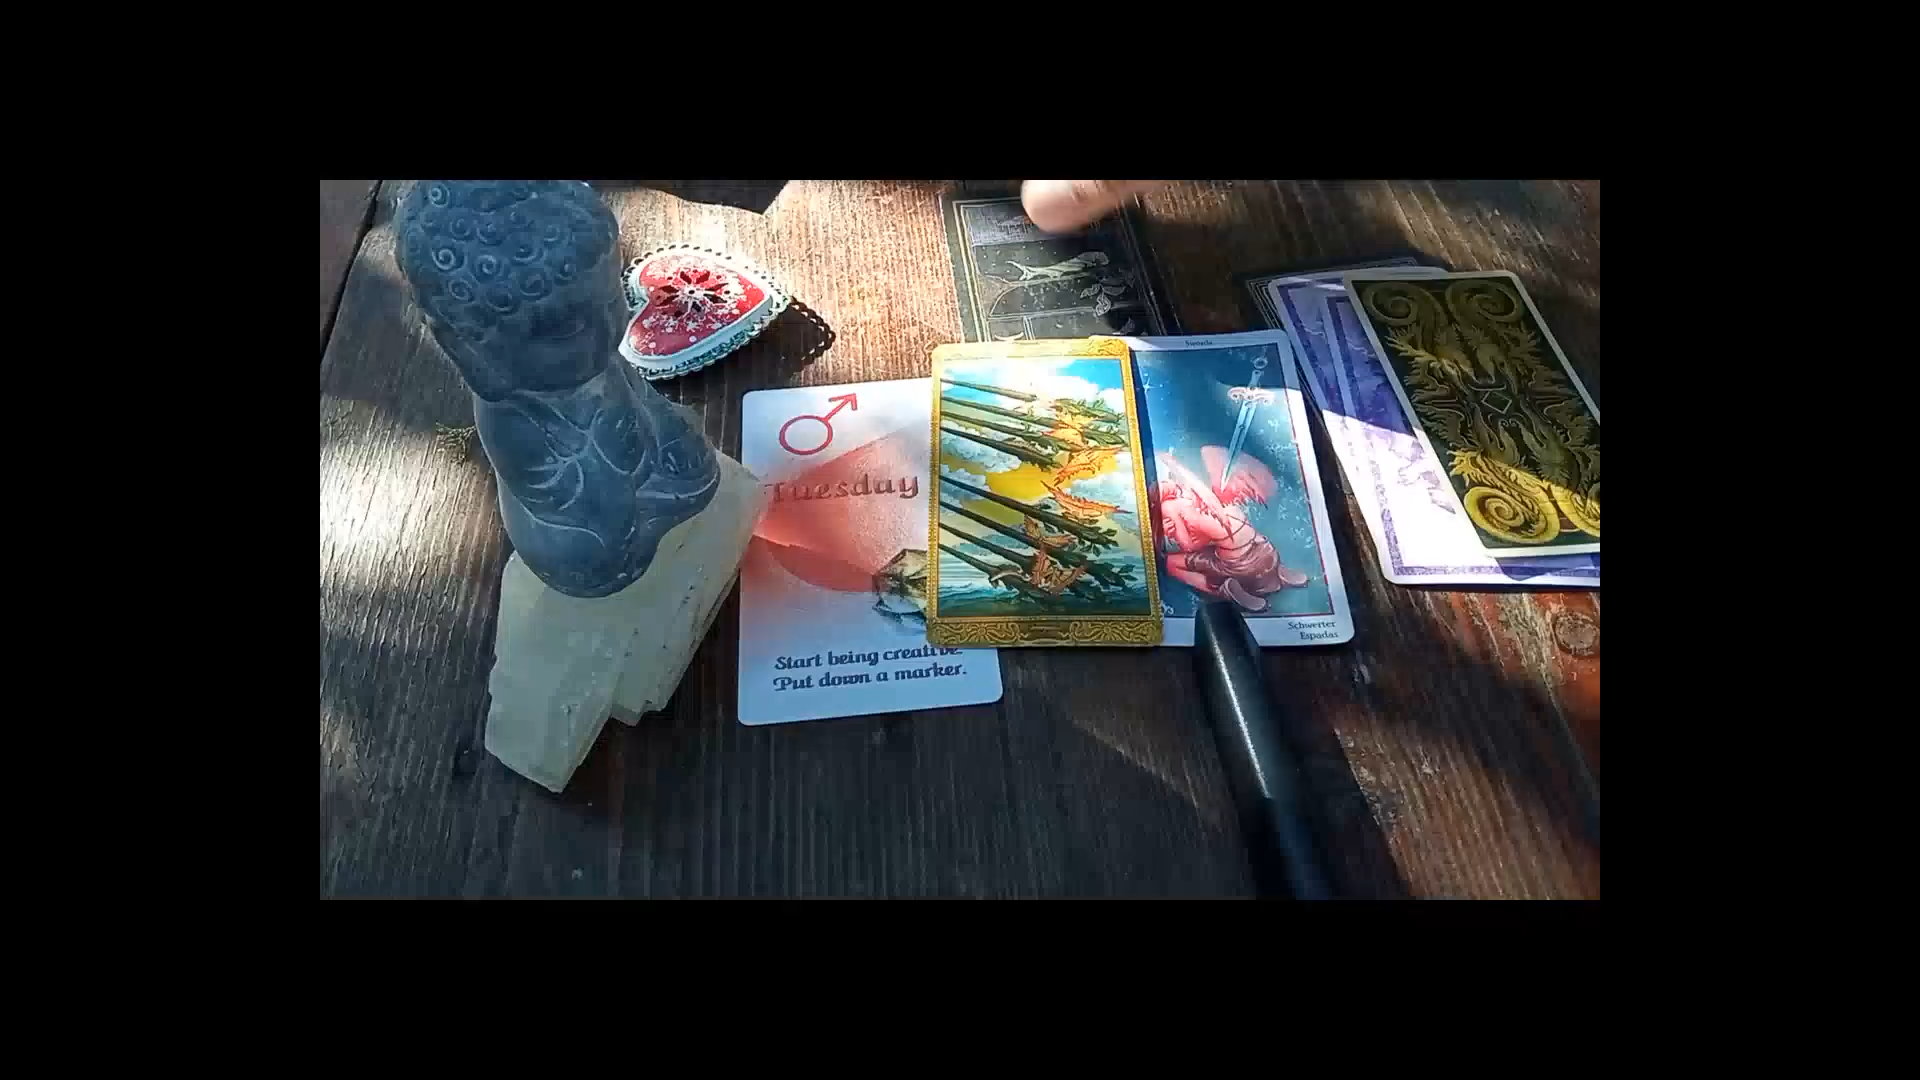 Swords
Tuesday
Start being creative.
Put down a marker.
Schwerter
Espadas